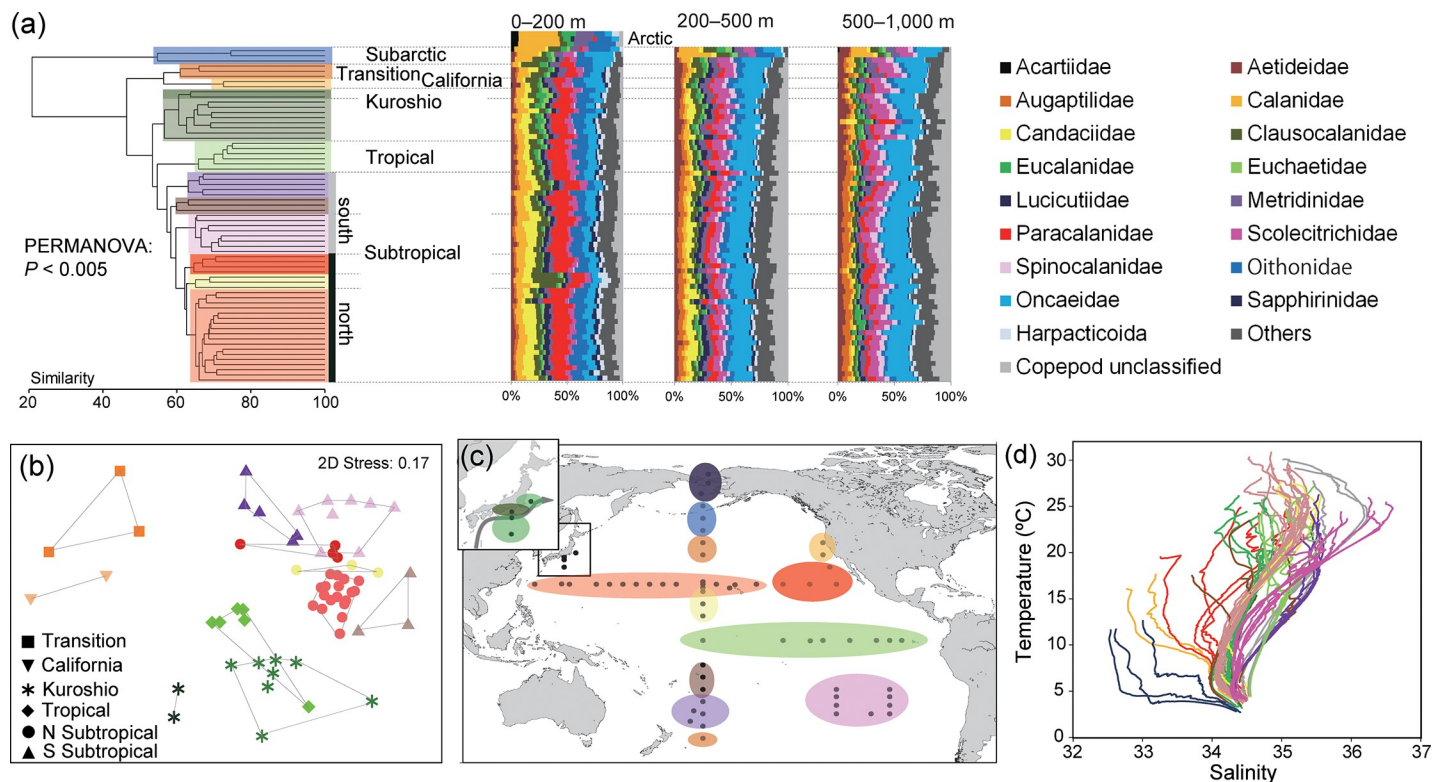 (a)
0–200 m
200–500 m
500–1,000 m
Arctic
Subarctic
Transition
California
Kuroshio
Tropical
Subtropical
south
north
PERMANOVA:
P < 0.005
Similarity
20 40 60 80 100
0% 50% 100%
0% 50% 100%
0% 50% 100%
Acartiidae
Aetideidae
Augaptilidae
Calanidae
Candaciidae
Clausocalanidae
Eucalanidae
Euchaetidae
Lucicutiidae
Metridinidae
Paracalanidae
Scolecitrichidae
Spinocalanidae
Oithonidae
Oncaeidae
Sapphirinidae
Harpacticoida
Others
Copepod unclassified
(b)
2D Stress: 0.17
Transition
California
Kuroshio
Tropical
N Subtropical
S Subtropical
(c)
(d)
Temperature (ºC)
30
25
20
15
10
5
0
32 33 34 35 36 37
Salinity